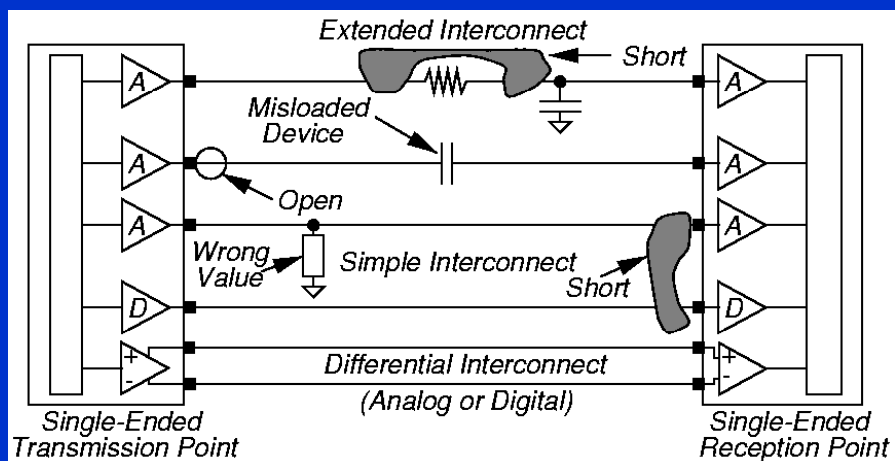 Extended Interconnect
Short
A
A
Misloaded
Device
A
A
Open
A
A
Wrong
Value
Simple Interconnect
Short
D
D
+
-
Differential Interconnect
(Analog or Digital)
+
-
Single-Ended
Transmission Point
Single-Ended
Reception Point